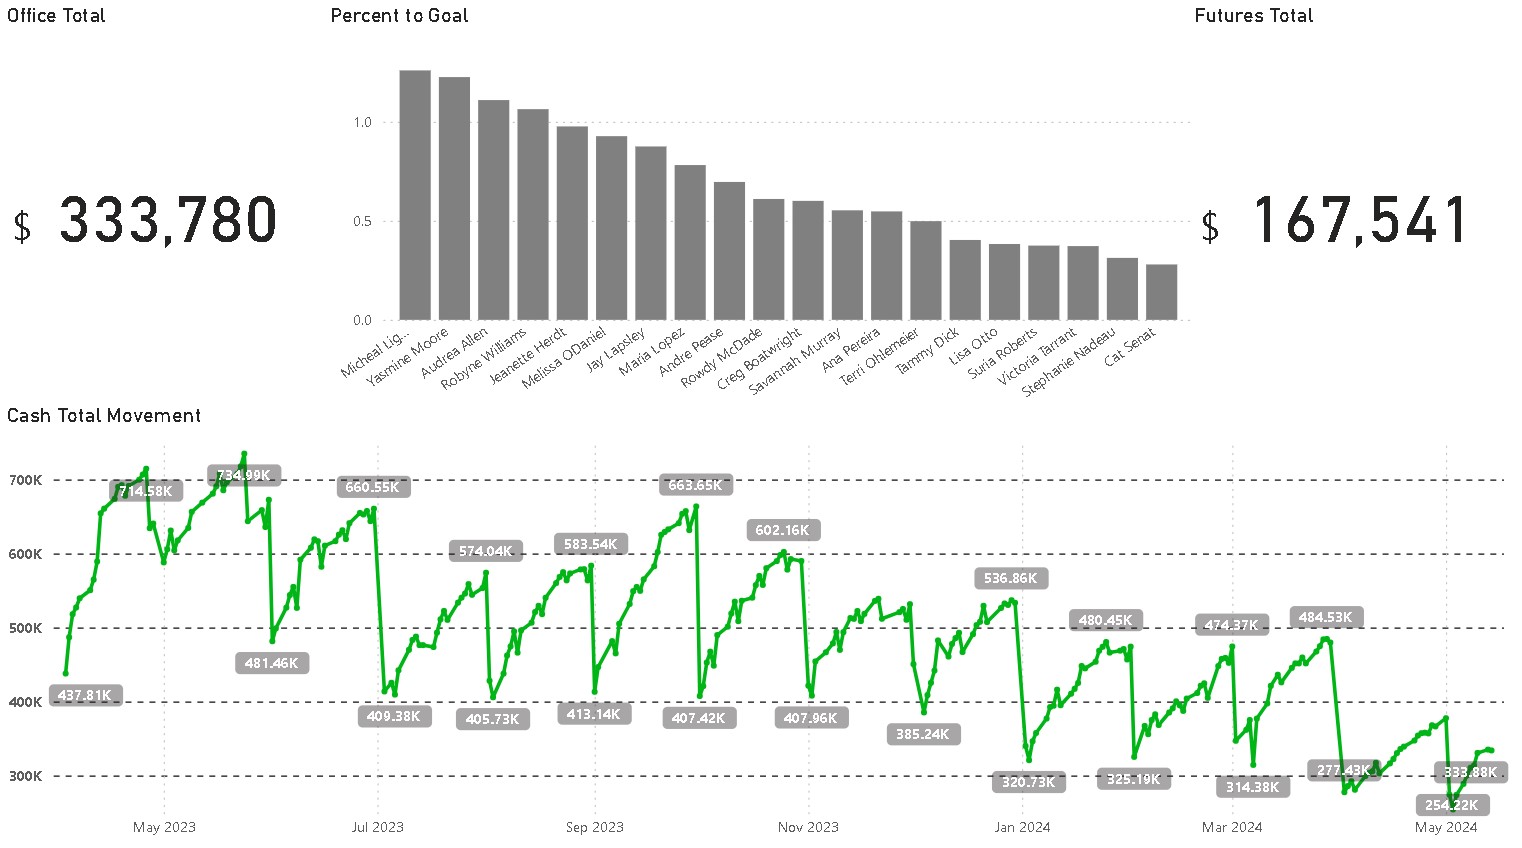 Office Total
Percent to Goal
Futures Total
$ 333,780
1.0
0.5
0.0
Micheal Lig...
Yasmine Moore
Audrea Allen
Robyne Williams
Jeanette Herdt
Melissa ODaniel
Jay Lapsley
Maria Lopez
Andre Pease
Rowdy McDade
Creg Boatwright
Savannah Murray
Ana Pereira
Terri Ohlemeier
Tammy Dick
Lisa Otto
Suria Roberts
Victoria Tarrant
Stephanie Nadeau
Cat Senat
$ 167,541
Cash Total Movement
700K
600K
500K
400K
300K
437.81K
714.58K
734.99K
481.46K
660.55K
409.38K
574.04K
405.73K
583.54K
413.14K
663.65K
407.42K
602.16K
407.96K
385.24K
536.86K
320.73K
480.45K
325.19K
474.37K
314.38K
484.53K
277.43K
254.22K
333.88K
May 2023
Jul 2023
Sep 2023
Nov 2023
Jan 2024
Mar 2024
May 2024